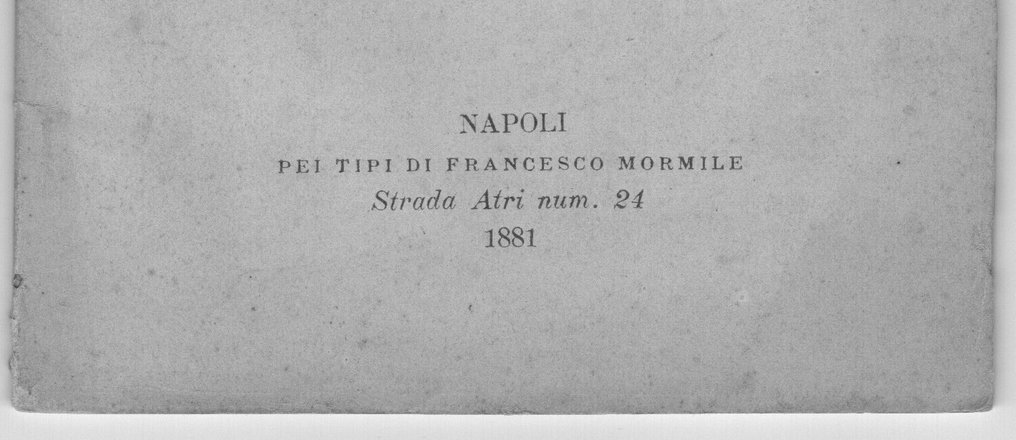 NAPOLI
PEI TIPI DI FRANCESCO MORMILE
Strada Atri num. 24
1881